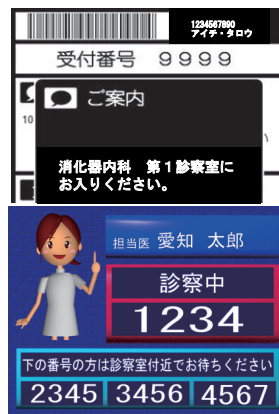 1234567890
アイチ・タロウ
受付番号 9999
ご案内
10
消化器内科 第1診察室に
お入りください。
担当医 愛知 太郎
診察中
1234
下の番号の方は診察室付近でお待ちください
2345 3456 4567